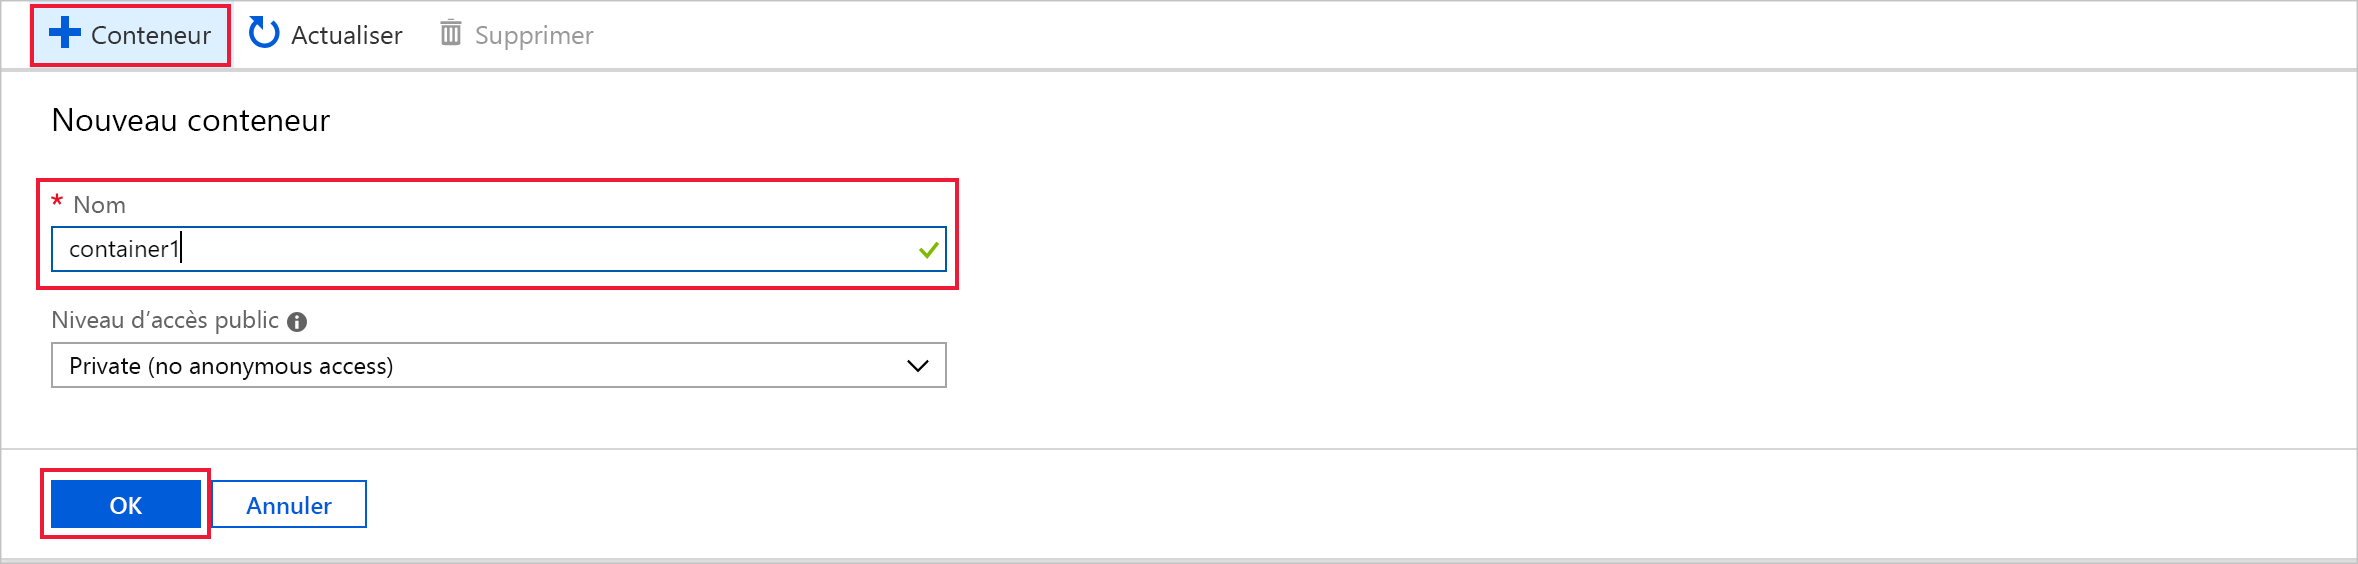 Conteneur Actualiser Supprimer
Nouveau conteneur
* Nom
container1
Niveau d’accès public
Private (no anonymous access)
OK Annuler